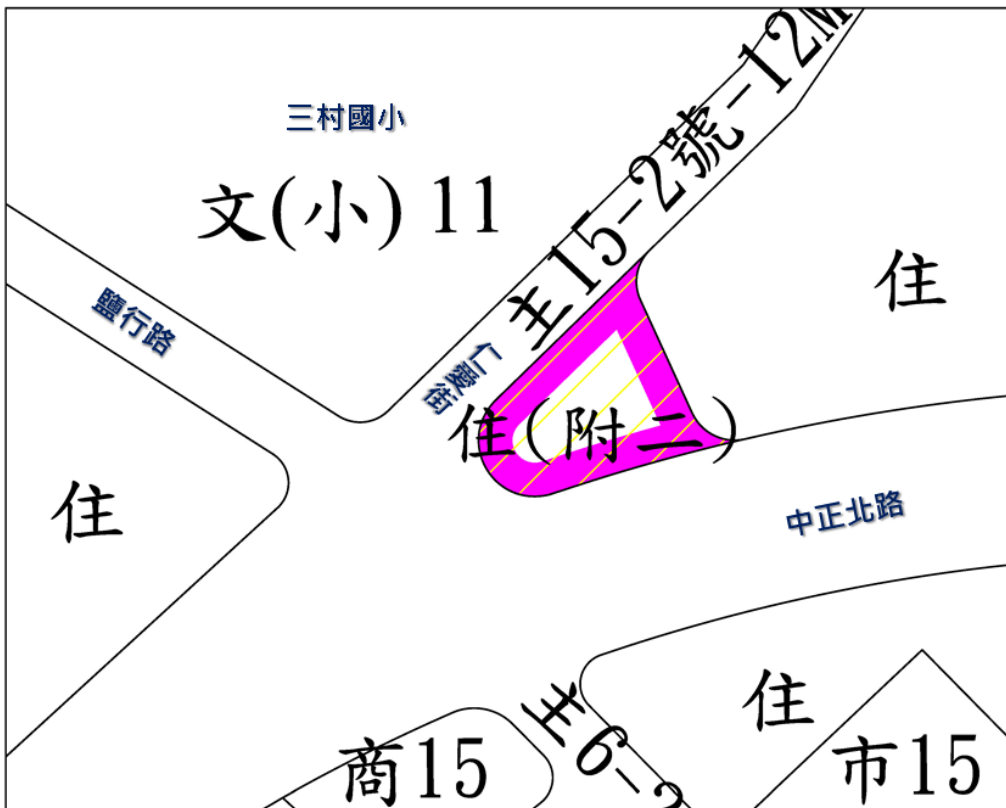 三村國小
文(小) 11
主15-2號-12M
住
鹽行路
仁愛街
住(附二)
住
中正北路
住
主6-2
商15
市15